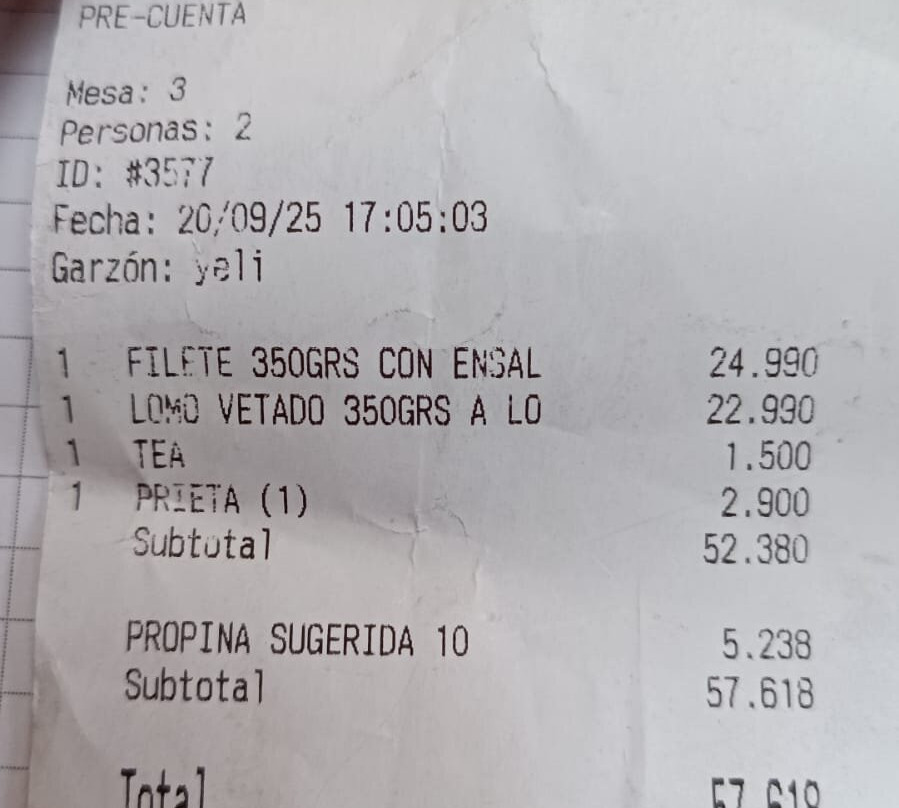 PRE-CUENTA
Mesa: 3
Personas: 2
ID: #3577
Fecha: 20/09/25 17:05:03
Garzón: yeli
1 FILETE 350GRS CON ENSAL 24.990
1 LOMO VETADO 350GRS A LO 22.990
1 TEA 1.500
1 PRIETA (1) 2.900
Subtotal 52.380
PROPINA SUGERIDA 10 5.238
Subtotal 57.618
Total 57.618